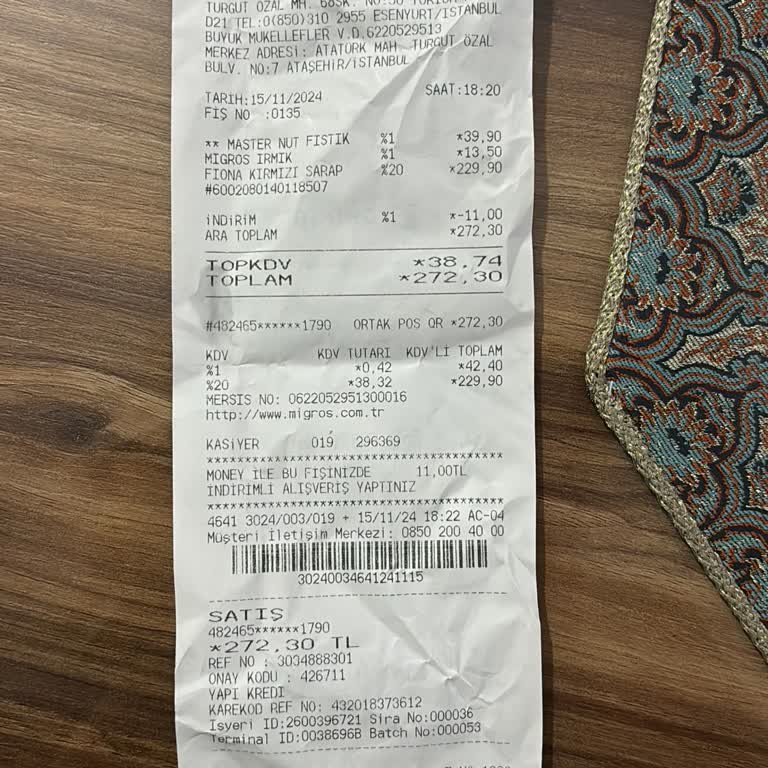 TURGUT ÖZAL MH. 68SK. NO:50
D21 TEL:0(850)310 2955 ESENYURT/İSTANBUL
BÜYÜK MÜKELLEFLER V.D.6220529513
MERKEZ ADRESİ: ATATÜRK MAH. TURGUT ÖZAL
BULV. NO:7 ATAŞEHİR/İSTANBUL
TARİH:15/11/2024 SAAT:18:20
FİŞ NO :0135
** MASTER NUT FISTIK %1 *39,90
MIGROS IRMIK %1 *13,50
FIONA KIRMIZI SARAP %20 *229,90
#6002080140118507
İNDİRİM %1 *-11,00
ARA TOPLAM *272,30
TOPKDV *38,74
TOPLAM *272,30
#482465******1790 ORTAK POS QR *272,30
KDV KDV TUTARI KDV'Lİ TOPLAM
%1 *0,42 *42,40
%20 *38,32 *229,90
MERSIS NO: 0622052951300016
http://www.migros.com.tr
KASİYER 019 296369
************************************************
MONEY İLE BU FİŞİNİZDE 11,00TL
İNDİRİMLİ ALIŞVERİŞ YAPTINIZ
************************************************
4641 3024/003/019 + 15/11/24 18:22 AC-04
Müşteri İletişim Merkezi: 0850 200 40 00
30240034641241115
SATIŞ
482465******1790
*272,30 TL
REF NO : 3034888301
ONAY KODU : 426711
YAPI KREDI
KAREKOD REF NO: 432018373612
Isyeri ID:2600396721 Sira No:000036
Terminal ID:0038696B Batch No:000053